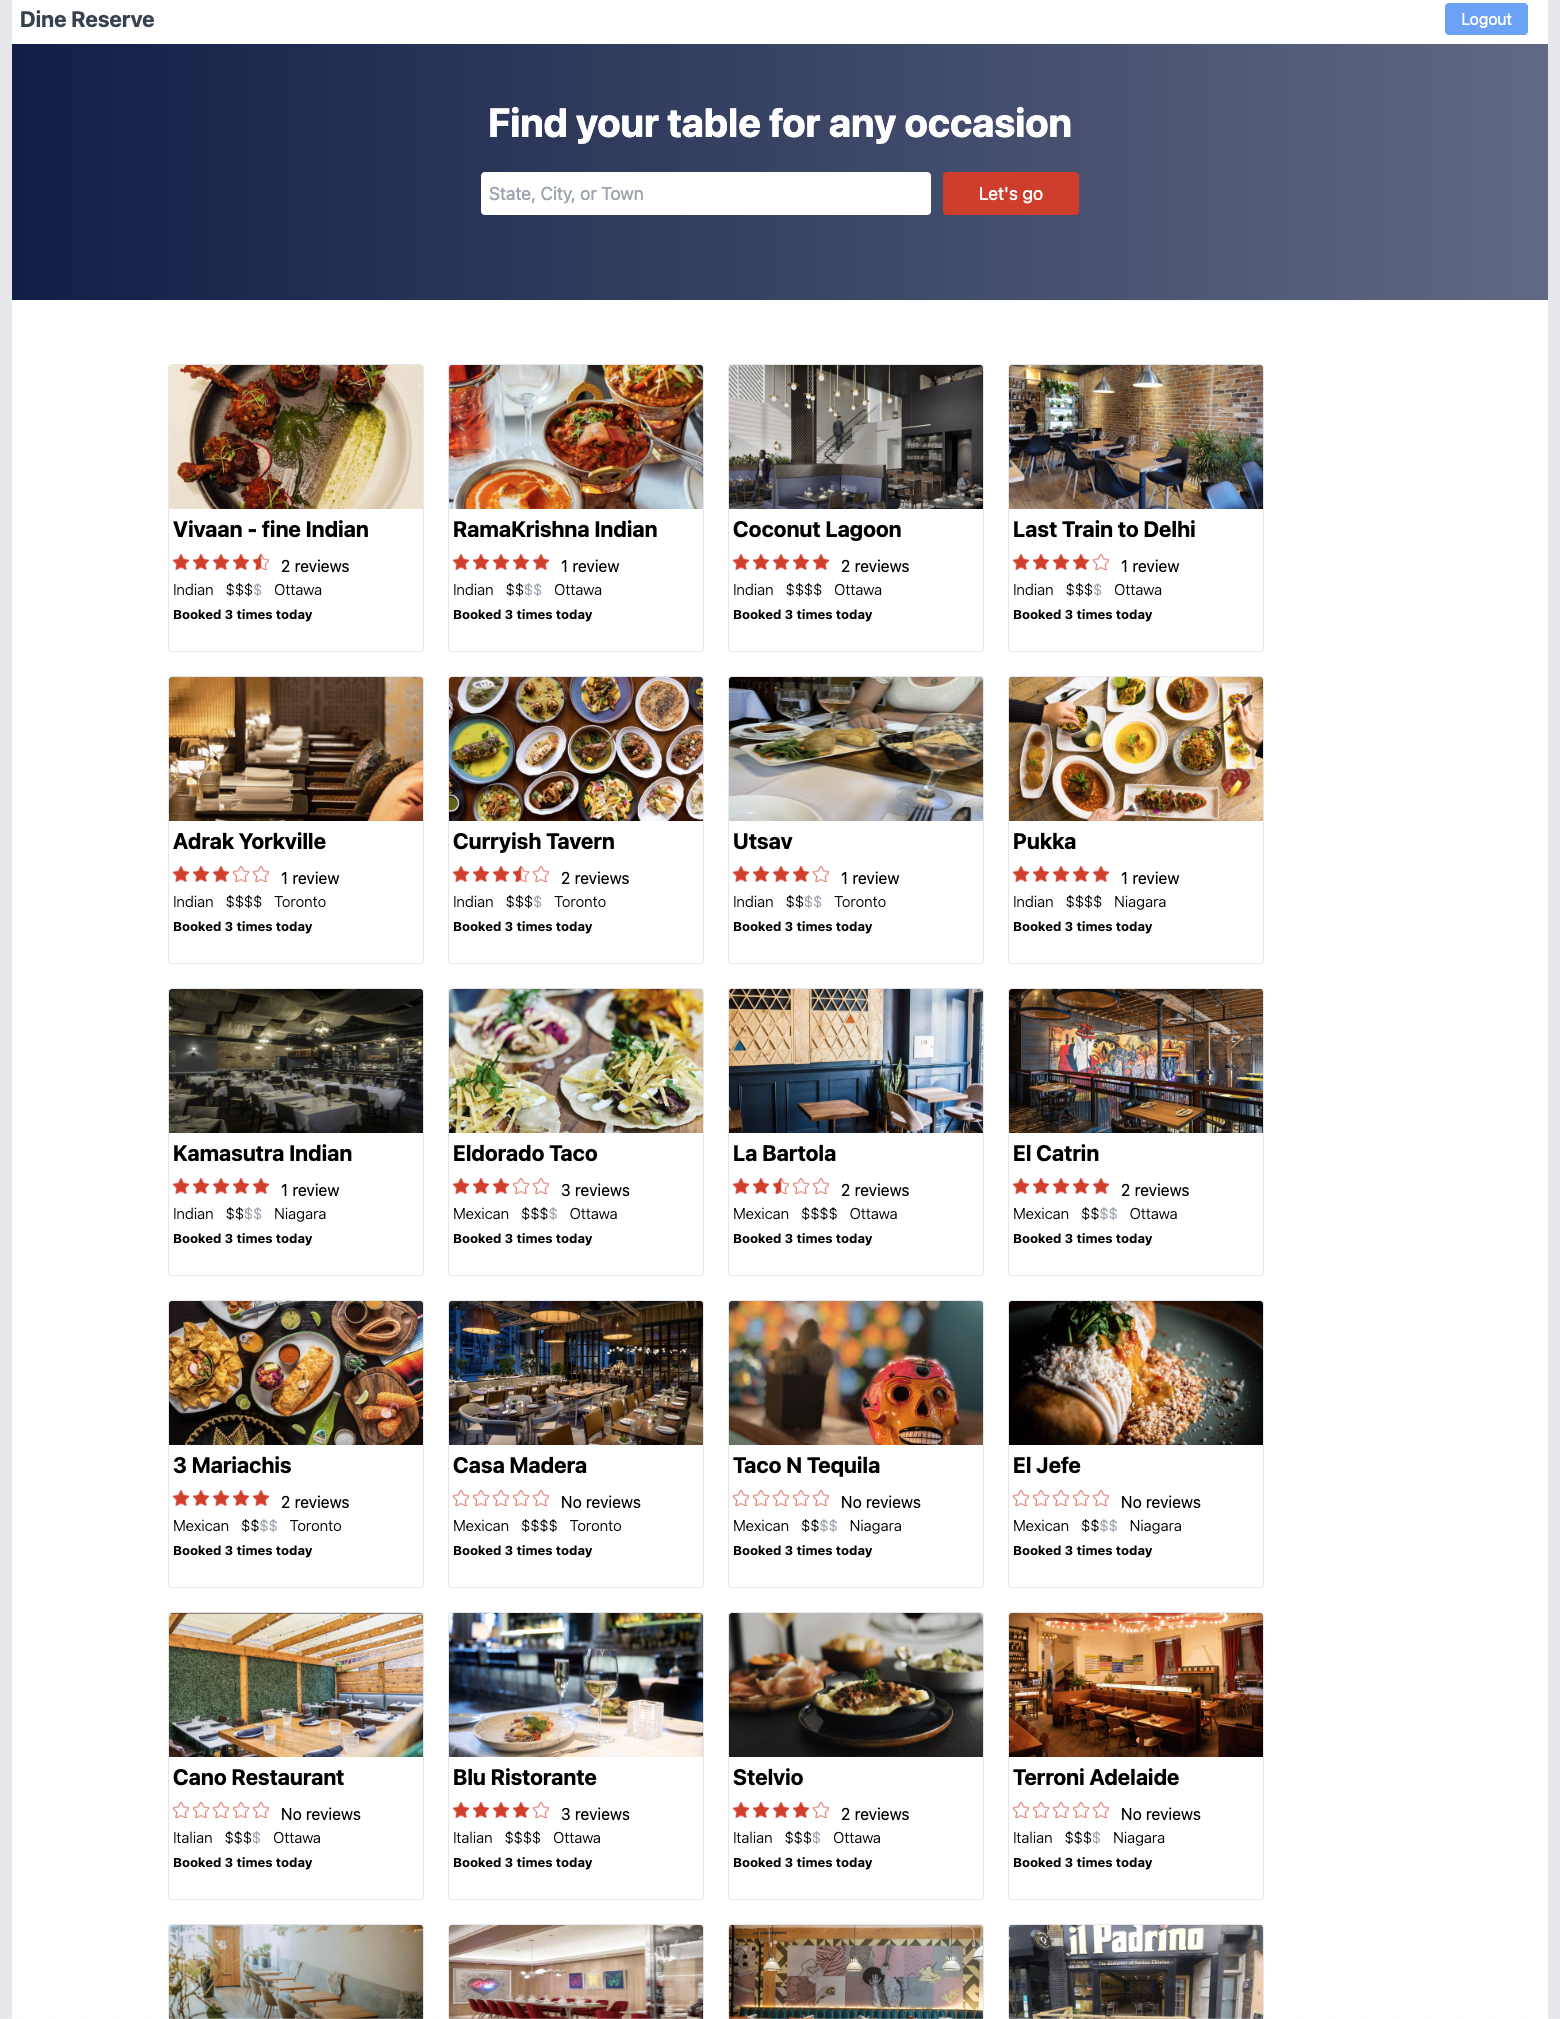 Dine Reserve
Logout
Find your table for any occasion
State, City, or Town
Let's go
Vivaan - fine Indian
2 reviews
Indian $$$$ Ottawa
Booked 3 times today
RamaKrishna Indian
1 review
Indian $$$$ Ottawa
Booked 3 times today
Coconut Lagoon
2 reviews
Indian $$$$ Ottawa
Booked 3 times today
Last Train to Delhi
1 review
Indian $$$$ Ottawa
Booked 3 times today
Adrak Yorkville
1 review
Indian $$$$ Toronto
Booked 3 times today
Curryish Tavern
2 reviews
Indian $$$$ Toronto
Booked 3 times today
Utsav
1 review
Indian $$$$ Toronto
Booked 3 times today
Pukka
1 review
Indian $$$$ Niagara
Booked 3 times today
Kamasutra Indian
1 review
Indian $$$$ Niagara
Booked 3 times today
Eldorado Taco
3 reviews
Mexican $$$$ Ottawa
Booked 3 times today
La Bartola
2 reviews
Mexican $$$$ Ottawa
Booked 3 times today
El Catrin
2 reviews
Mexican $$$$ Ottawa
Booked 3 times today
3 Mariachis
2 reviews
Mexican $$$$ Toronto
Booked 3 times today
Casa Madera
No reviews
Mexican $$$$ Toronto
Booked 3 times today
Taco N Tequila
No reviews
Mexican $$$$ Niagara
Booked 3 times today
El Jefe
No reviews
Mexican $$$$ Niagara
Booked 3 times today
Cano Restaurant
No reviews
Italian $$$$ Ottawa
Booked 3 times today
Blu Ristorante
3 reviews
Italian $$$$ Ottawa
Booked 3 times today
Stelvio
2 reviews
Italian $$$$ Ottawa
Booked 3 times today
Terroni Adelaide
No reviews
Italian $$$$ Niagara
Booked 3 times today
il Padrino